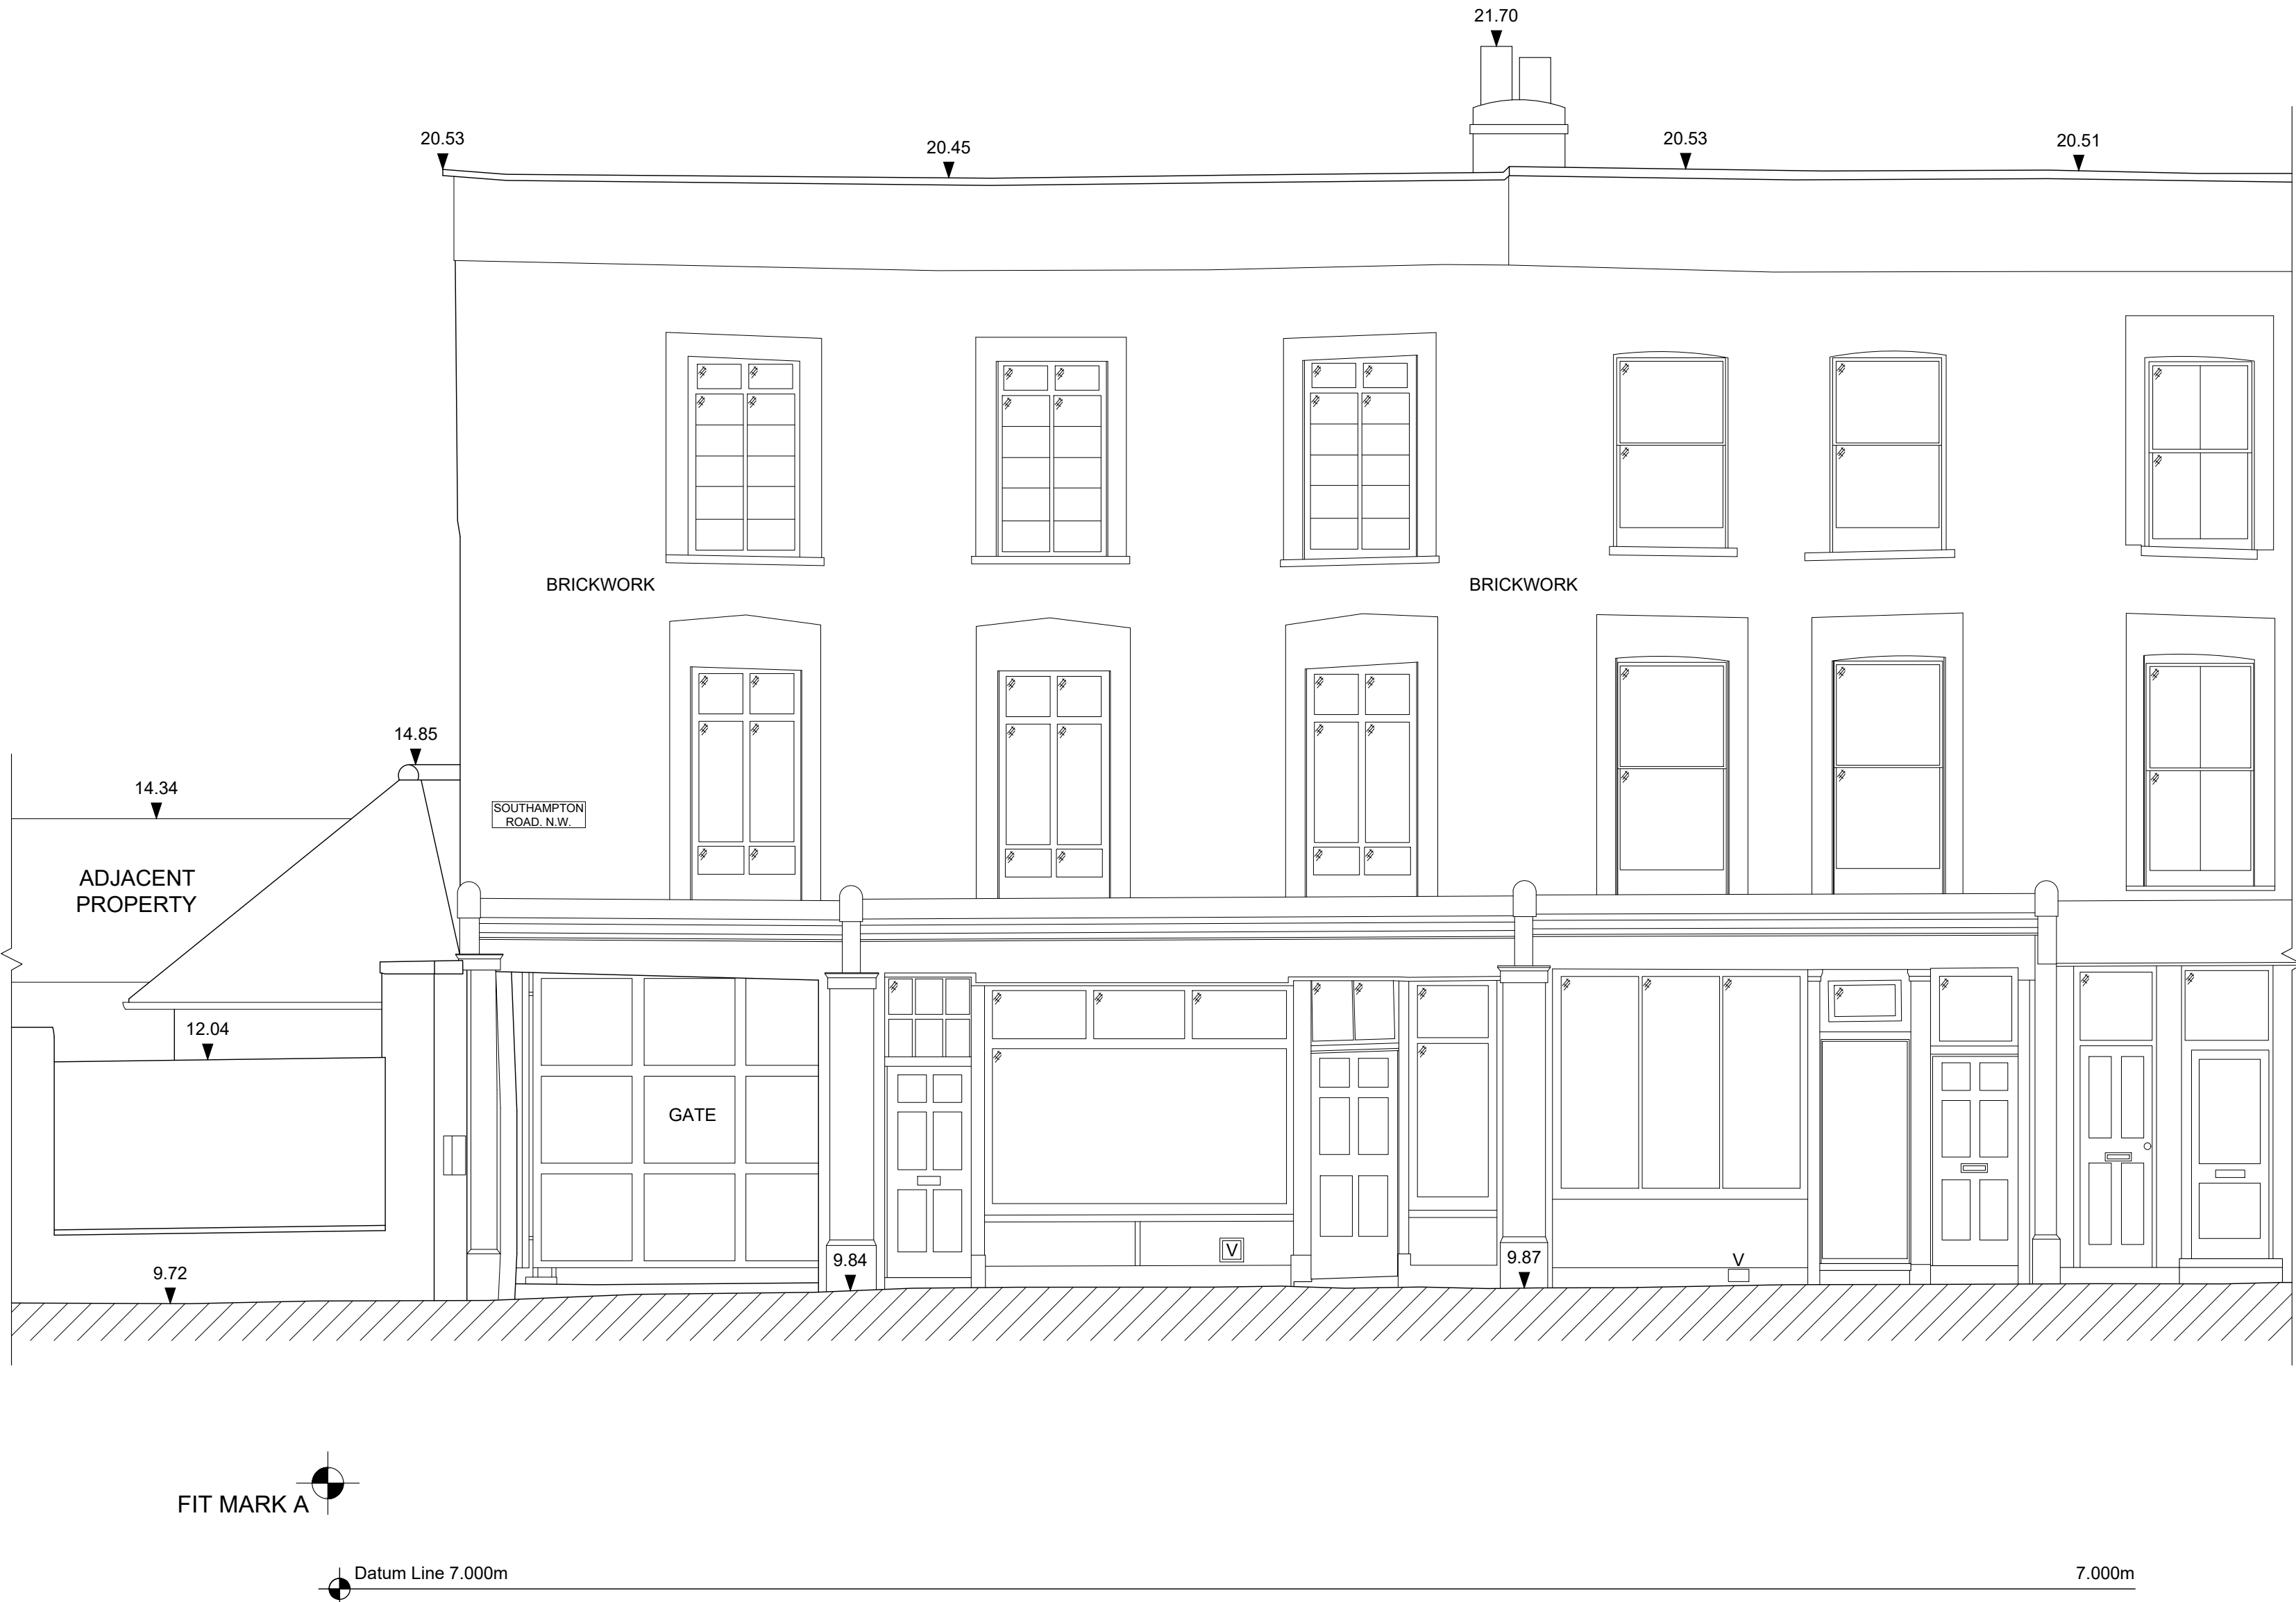 21.70
20.53
20.45
20.53
20.51
BRICKWORK
BRICKWORK
14.85
14.34
SOUTHAMPTON
ROAD. N.W.
ADJACENT
PROPERTY
12.04
GATE
V
V
9.84
9.87
9.72
FIT MARK A
Datum Line 7.000m
7.000m